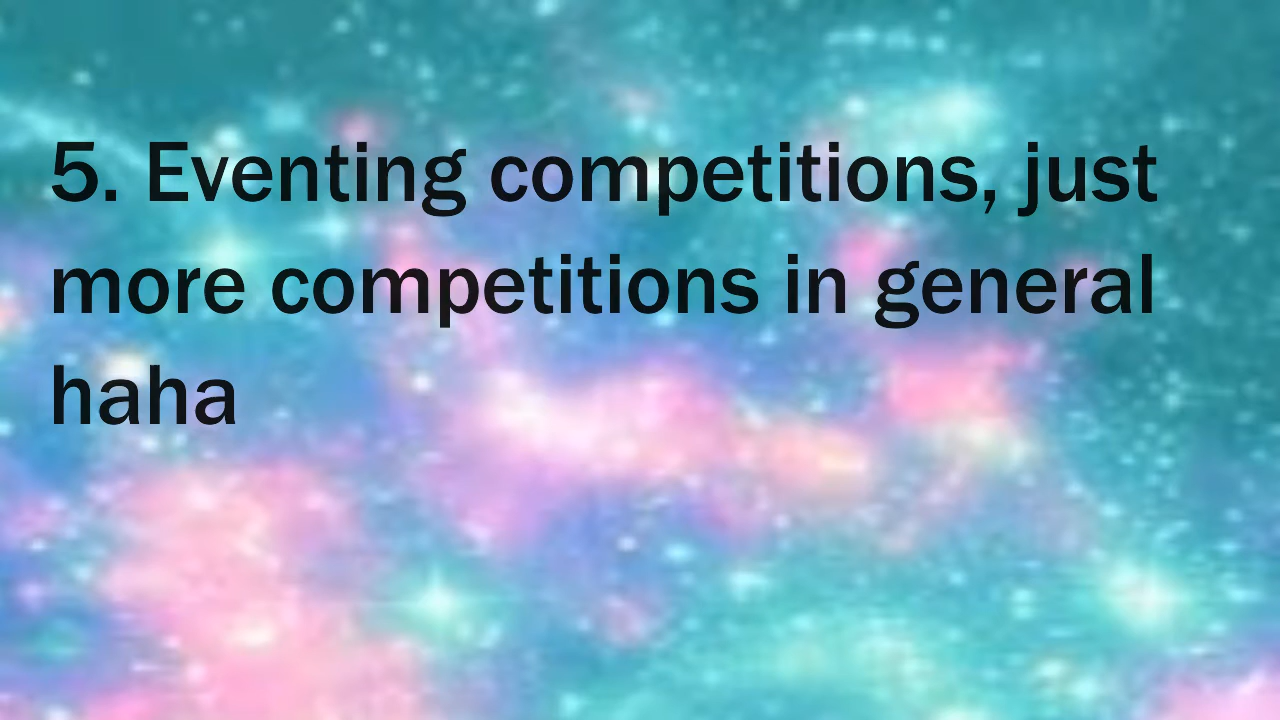 5. Eventing competitions, just
more competitions in general
haha